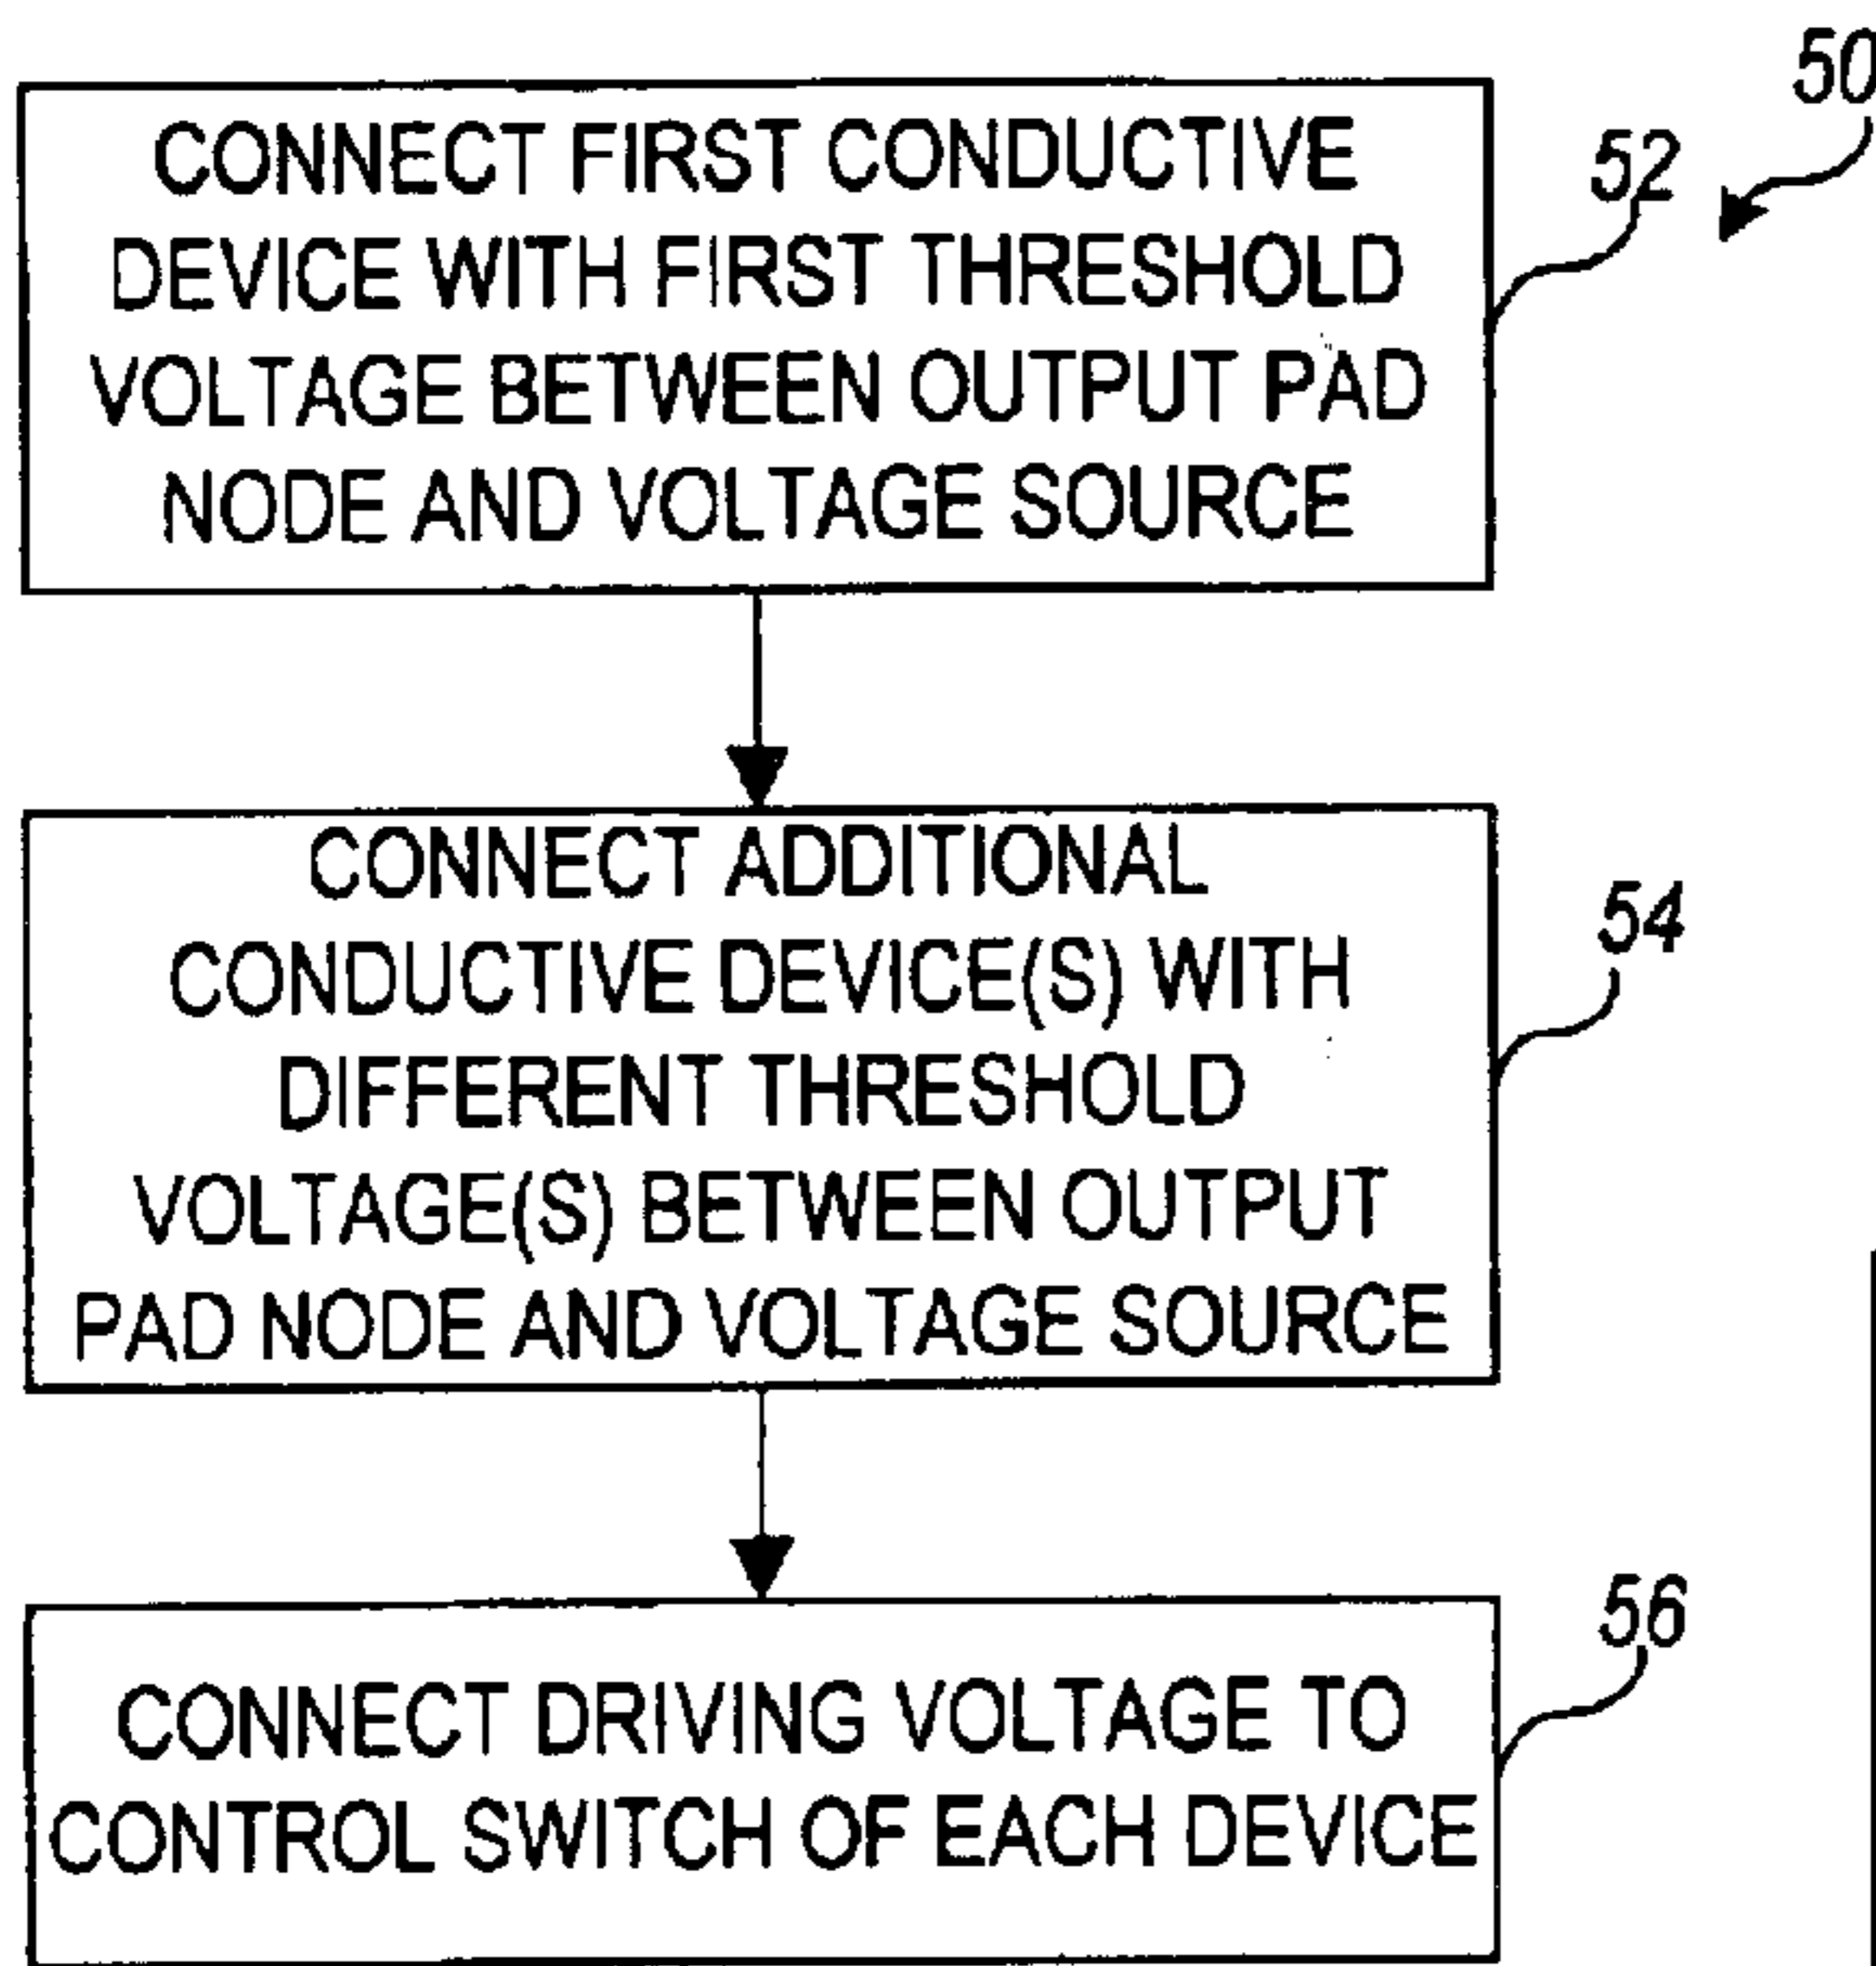 50
CONNECT FIRST CONDUCTIVE
DEVICE WITH FIRST THRESHOLD
VOLTAGE BETWEEN OUTPUT PAD
NODE AND VOLTAGE SOURCE
52
CONNECT ADDITIONAL
CONDUCTIVE DEVICE(S) WITH
DIFFERENT THRESHOLD
VOLTAGE(S) BETWEEN OUTPUT
PAD NODE AND VOLTAGE SOURCE
54
CONNECT DRIVING VOLTAGE TO
CONTROL SWITCH OF EACH DEVICE
56